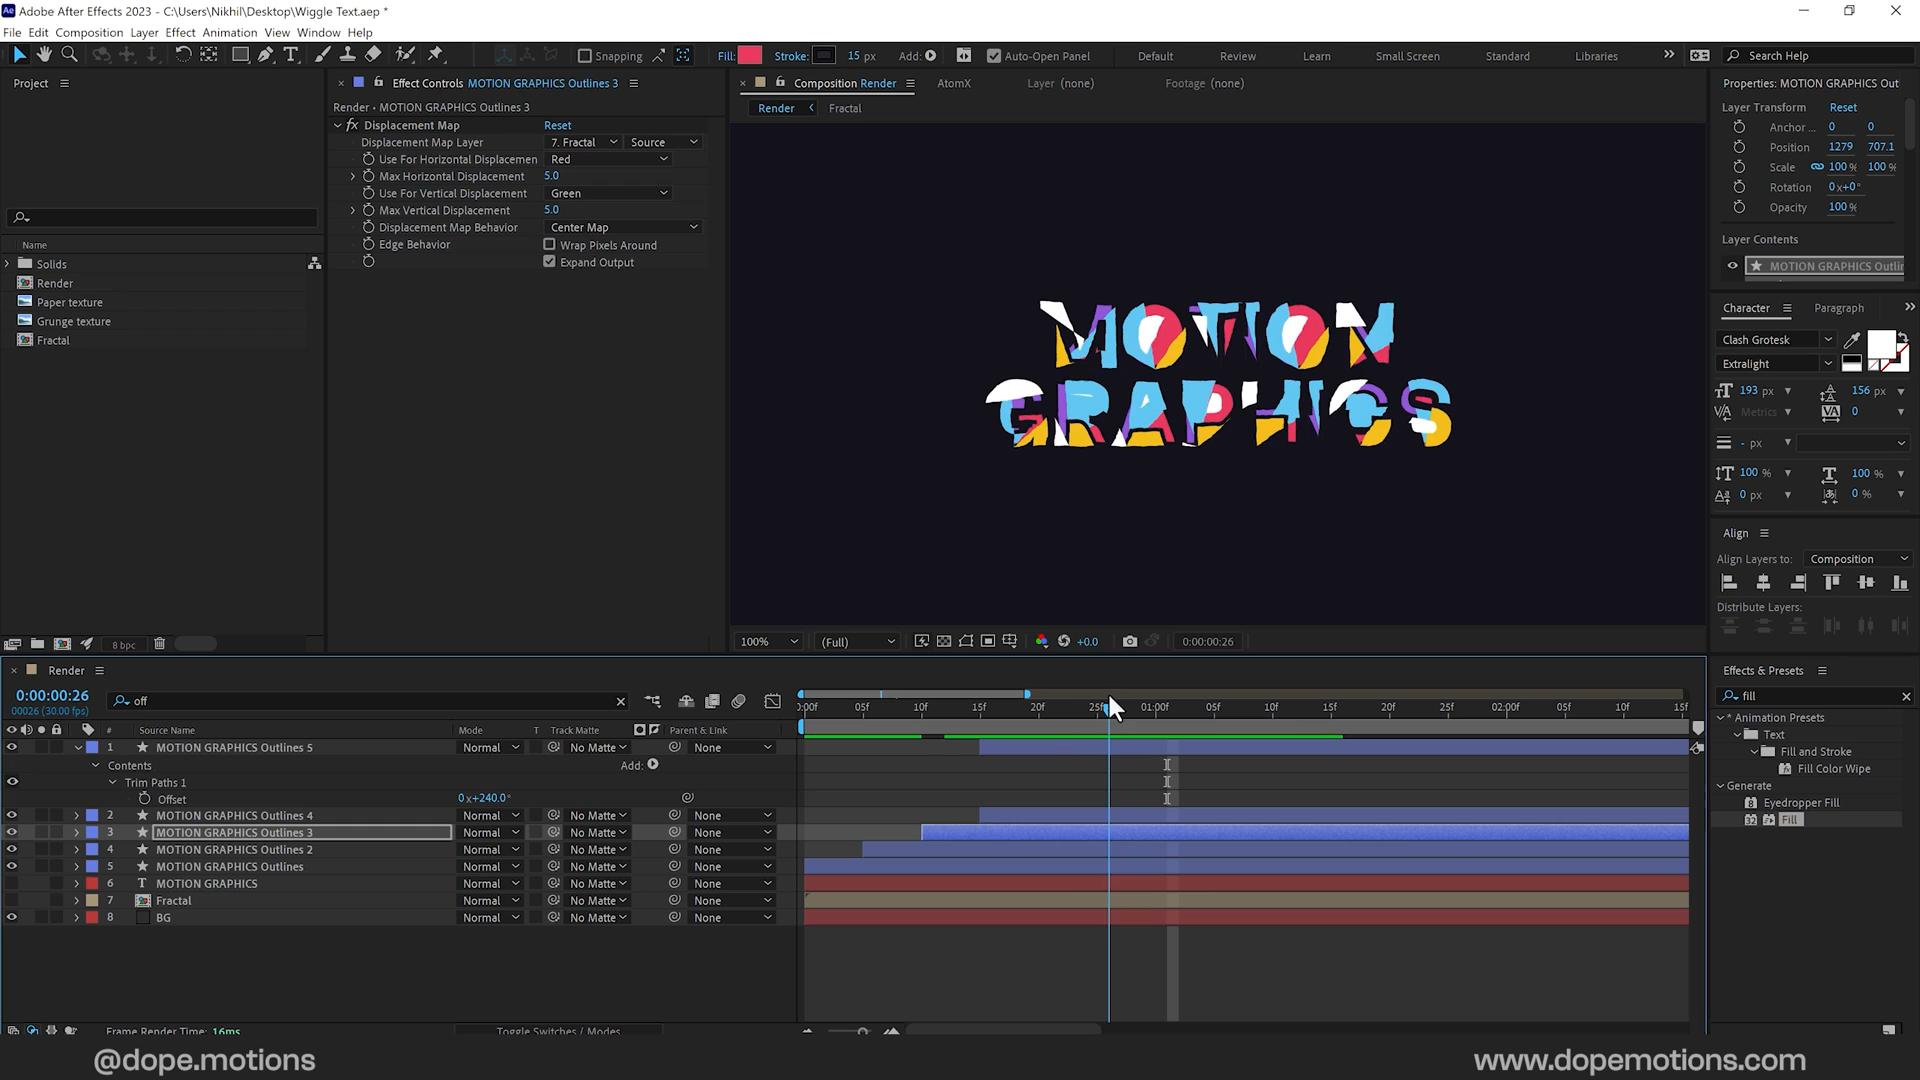 Adobe After Effects 2023 - C:\Users\Nikhil\Desktop\Wiggle Text.aep *
File Edit Composition Layer Effect Animation View Window Help
Snapping Fill: Stroke: 15 px Add: Auto-Open Panel Default Review Learn Small Screen Standard Libraries Search Help
Project
Name
Solids
Render
Paper texture
Grunge texture
Fractal
8 bpc
Effect Controls MOTION GRAPHICS Outlines 3
Render • MOTION GRAPHICS Outlines 3
fx Displacement Map Reset
Displacement Map Layer 7. Fractal Source
Use For Horizontal Displacemen Red
Max Horizontal Displacement 5.0
Use For Vertical Displacement Green
Max Vertical Displacement 5.0
Displacement Map Behavior Center Map
Edge Behavior Wrap Pixels Around
Expand Output
Composition Render AtomX Layer (none) Footage (none)
Render Fractal
MOTION
GRAPHICS
100% (Full) +0.0 0:00:00:26
Properties: MOTION GRAPHICS Out
Layer Transform Reset
Anchor ... 0 0
Position 1279 707.1
Scale 100 % 100 %
Rotation 0x+0°
Opacity 100 %
Layer Contents
MOTION GRAPHICS Outlin
Character Paragraph
Clash Grotesk
Extralight
193 px 156 px
Metrics 0
- px
100 % 100 %
0 px 0 %
Align
Align Layers to: Composition
Distribute Layers:
Effects & Presets
fill
* Animation Presets
Text
Fill and Stroke
Fill Color Wipe
Generate
Eyedropper Fill
Fill
Render
0:00:00:26
00026 (30.00 fps)
off
0:00f 05f 10f 15f 20f 25f 01:00f 05f 10f 15f 20f 25f 02:00f 05f 10f 15f
# Source Name Mode T Track Matte Parent & Link
1 MOTION GRAPHICS Outlines 5 Normal No Matte None
Contents Add:
Trim Paths 1
Offset 0x+240.0°
2 MOTION GRAPHICS Outlines 4 Normal No Matte None
3 MOTION GRAPHICS Outlines 3 Normal No Matte None
4 MOTION GRAPHICS Outlines 2 Normal No Matte None
5 MOTION GRAPHICS Outlines Normal No Matte None
6 T MOTION GRAPHICS Normal No Matte None
7 Fractal Normal No Matte None
8 BG Normal No Matte None
Frame Render Time: 16ms Toggle Switches / Modes
@dope.motions
www.dopemotions.com